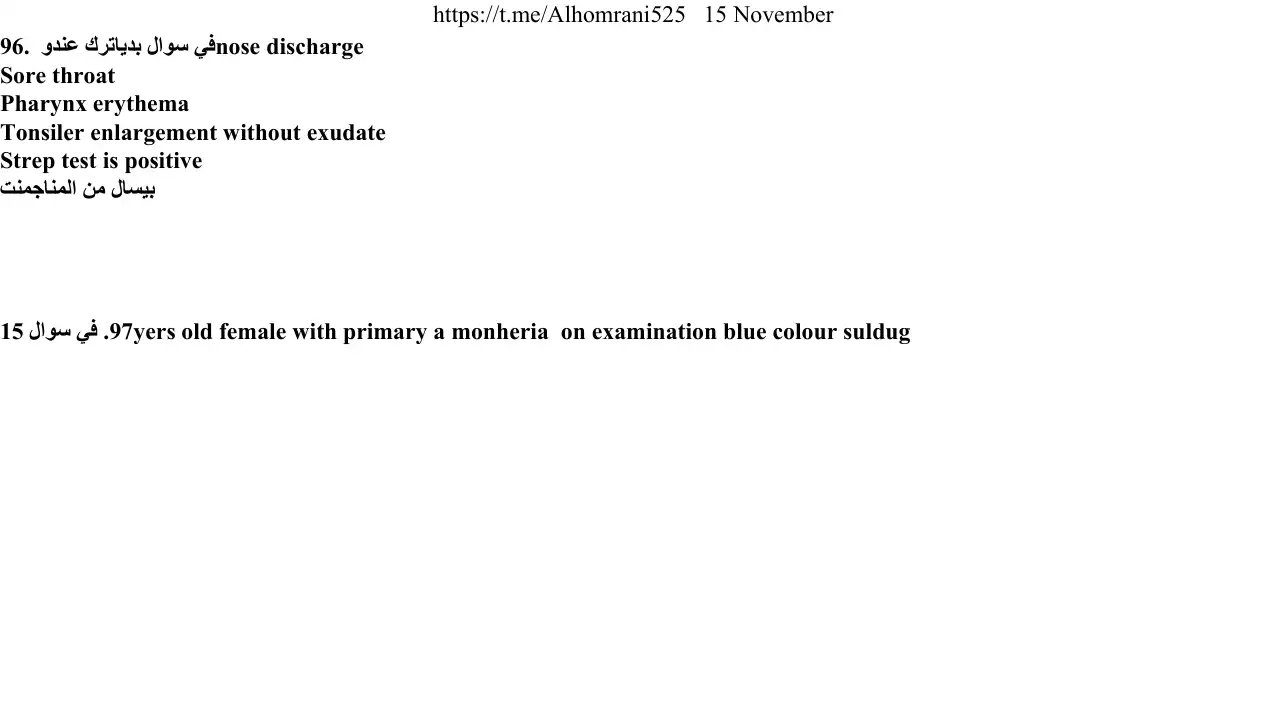 https://t.me/Alhomrani525 15 November
96. في سوال بدياترك عندو nose discharge
Sore throat
Pharynx erythema
Tonsiler enlargement without exudate
Strep test is positive
بيسال من المناجمنت
97. في سوال 15yers old female with primary a monheria on examination blue colour suldug